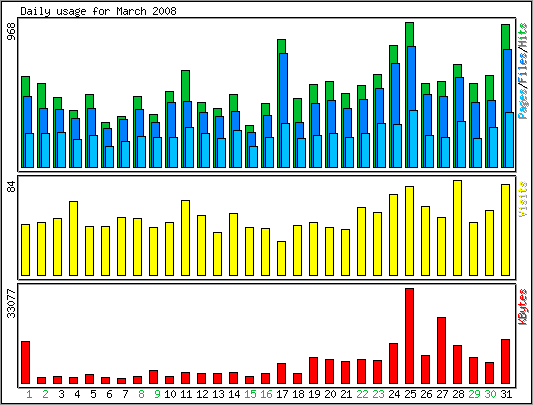 Daily usage for March 2008
968
Pages/Files/Hits
84
Visits
33077
KBytes
1 2 3 4 5 6 7 8 9 10 11 12 13 14 15 16 17 18 19 20 21 22 23 24 25 26 27 28 29 30 31